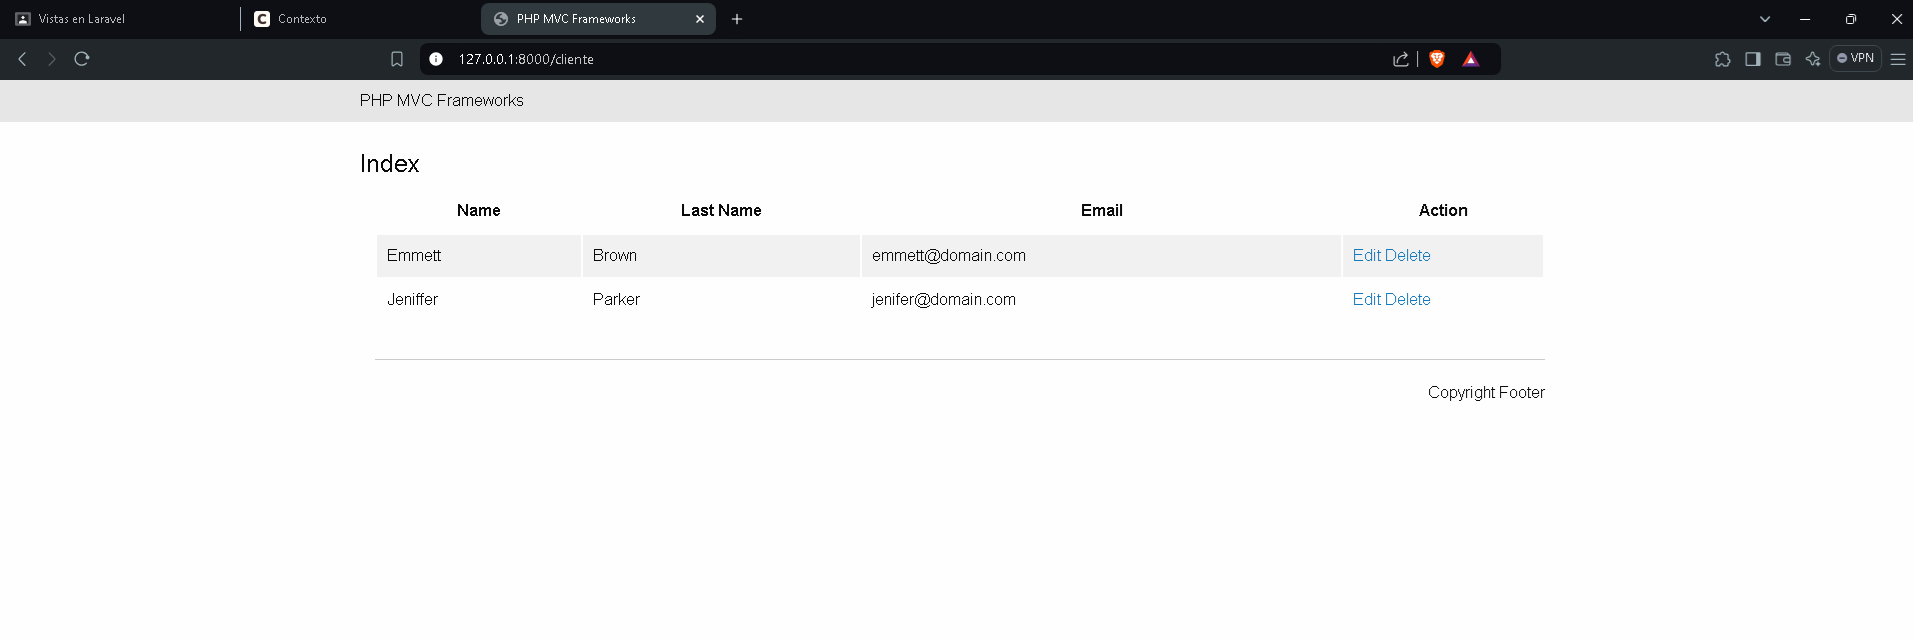 Vistas en Laravel
C Contexto
PHP MVC Frameworks
127.0.0.1:8000/cliente
VPN
PHP MVC Frameworks
Index
Name Last Name Email Action
Emmett Brown emmett@domain.com Edit Delete
Jeniffer Parker jenifer@domain.com Edit Delete
Copyright Footer